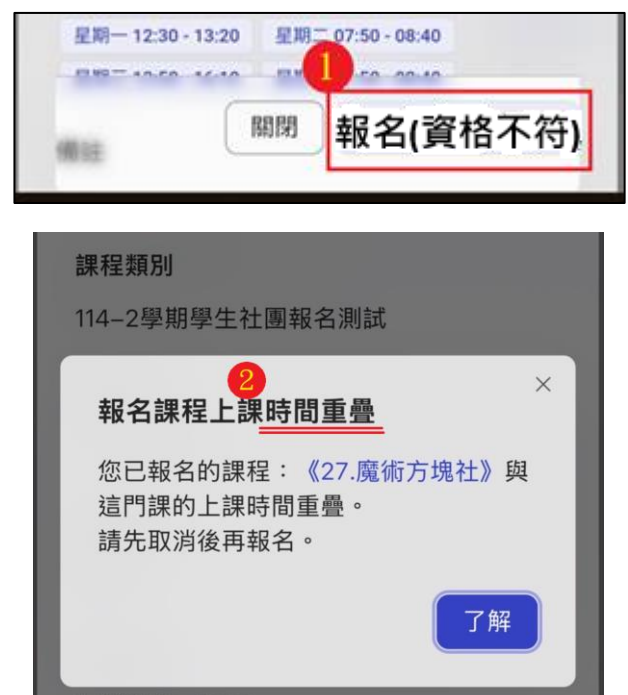 星期一 12:30 - 13:20 星期二 07:50 - 08:40
1
關閉 報名(資格不符)
備註
課程類別
114–2學期學生社團報名測試
2
報名課程上課時間重疊
您已報名的課程：《27.魔術方塊社》與
這門課的上課時間重疊。
請先取消後再報名。
了解